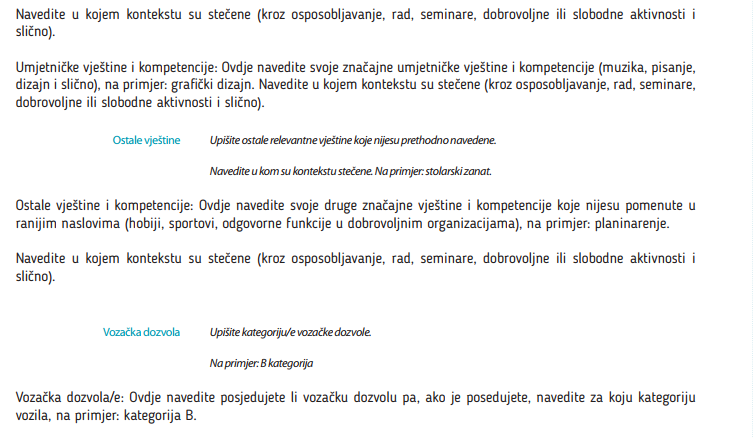 Navedite u kojem kontekstu su stečene (kroz osposobljavanje, rad, seminare, dobrovoljne ili slobodne aktivnosti i
slično).
Umjetničke vještine i kompetencije: Ovdje navedite svoje značajne umjetničke vještine i kompetencije (muzika, pisanje,
dizajn i slično), na primjer: grafički dizajn. Navedite u kojem kontekstu su stečene (kroz osposobljavanje, rad, seminare,
dobrovoljne ili slobodne aktivnosti i slično).
Ostale vještine Upišite ostale relevantne vještine koje nijesu prethodno navedene.
Navedite u kom su kontekstu stečene. Na primjer: stolarski zanat.
Ostale vještine i kompetencije: Ovdje navedite svoje druge značajne vještine i kompetencije koje nijesu pomenute u
ranijim naslovima (hobiji, sportovi, odgovorne funkcije u dobrovoljnim organizacijama), na primjer: planinarenje.
Navedite u kojem kontekstu su stečene (kroz osposobljavanje, rad, seminare, dobrovoljne ili slobodne aktivnosti i
slično).
Vozačka dozvola Upišite kategoriju/e vozačke dozvole.
Na primjer: B kategorija
Vozačka dozvola/e: Ovdje navedite posjedujete li vozačku dozvolu pa, ako je posedujete, navedite za koju kategoriju
vozila, na primjer: kategorija B.